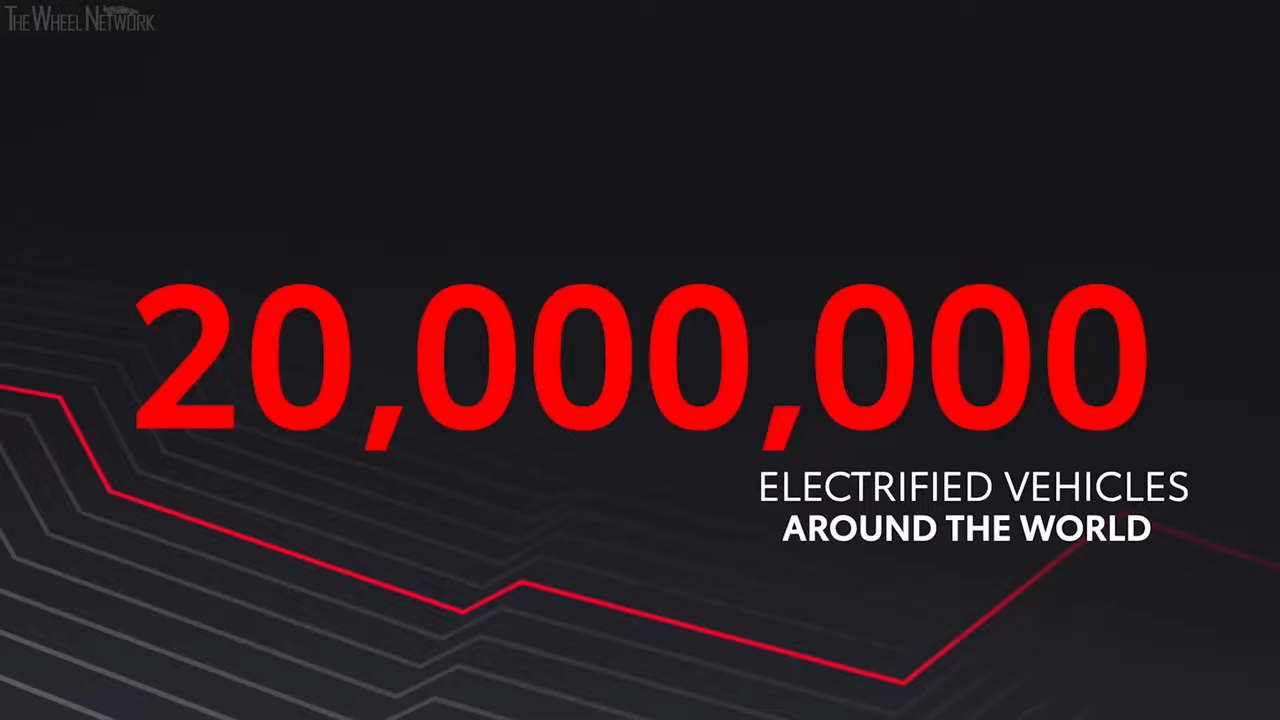 THE WHEEL NETWORK
20,000,000
ELECTRIFIED VEHICLES
AROUND THE WORLD